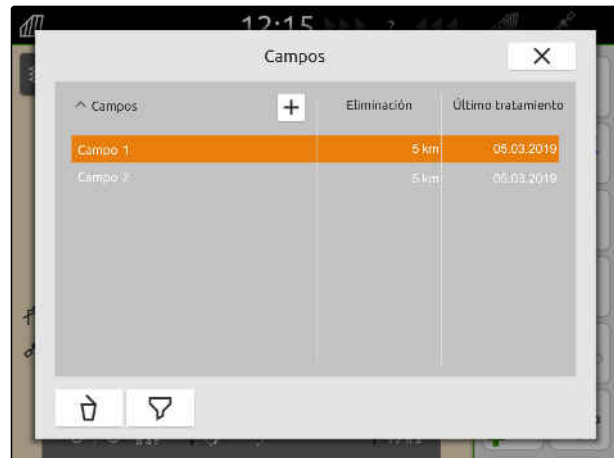 12:15
Campos
^ Campos + Eliminación Último tratamiento
Campo 1 5 km 05.03.2019
Campo 2 5 km 05.03.2019